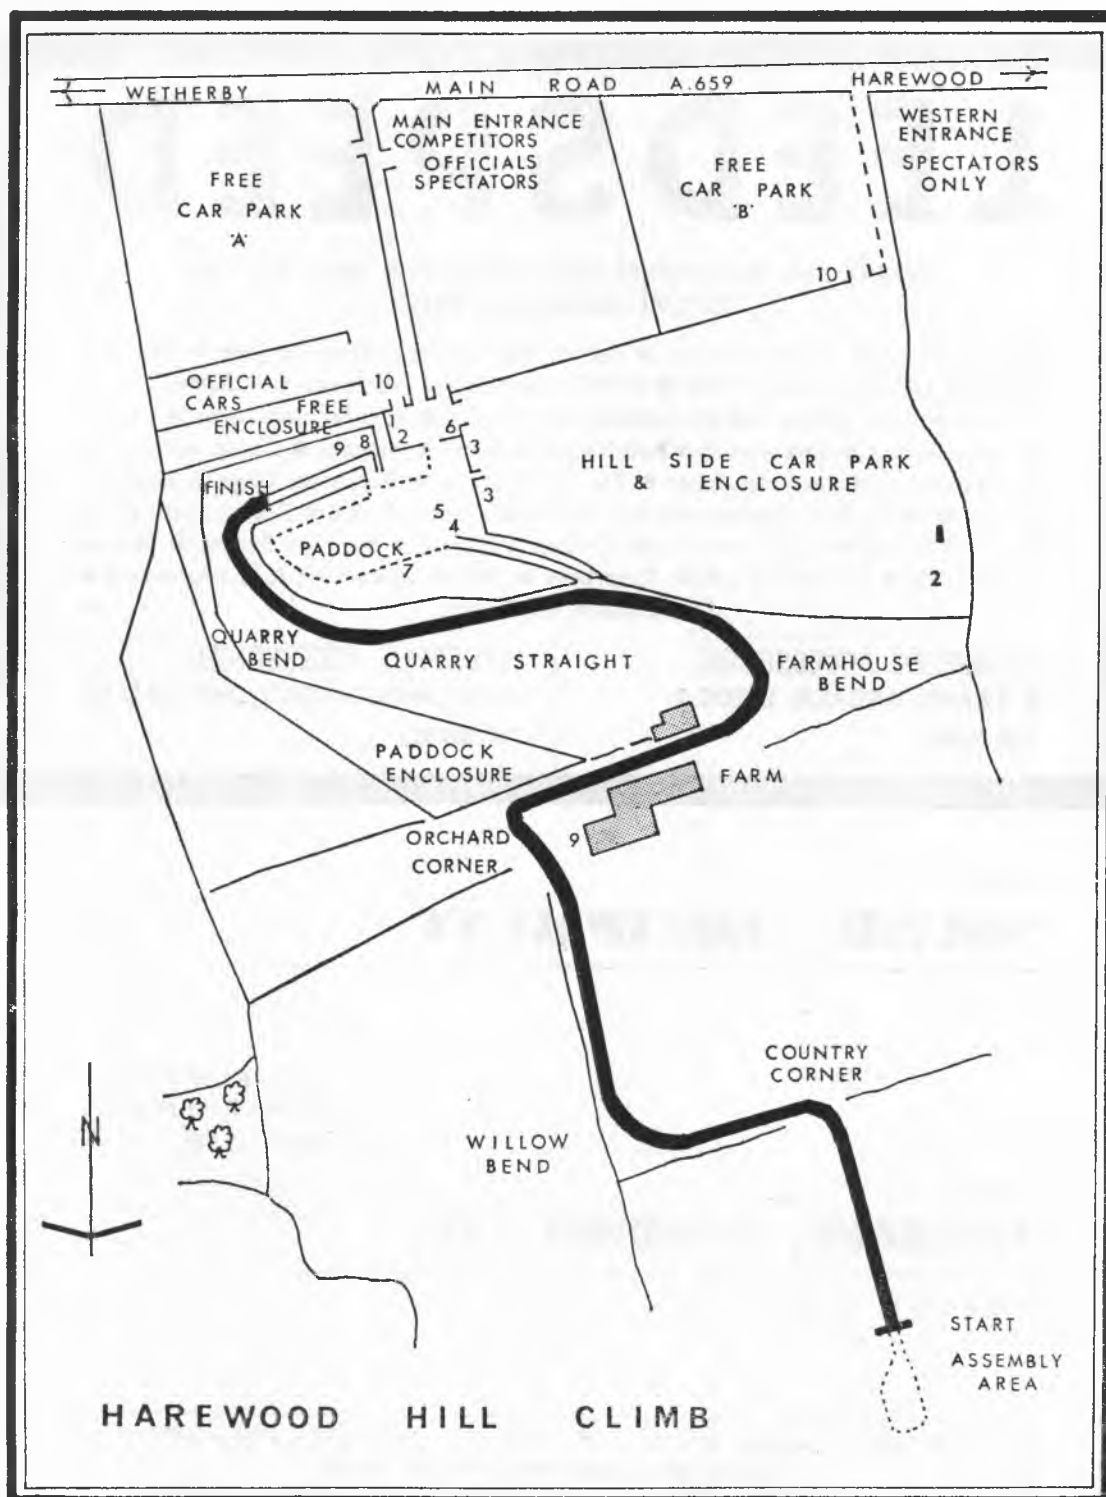 WETHERBY
MAIN ROAD A.659
HAREWOOD
MAIN ENTRANCE
COMPETITORS
OFFICIALS
SPECTATORS
WESTERN
ENTRANCE
SPECTATORS
ONLY
FREE
CAR PARK
'A'
FREE
CAR PARK
'B'
10
OFFICIAL
CARS
10
FREE
ENCLOSURE
1
2
6
3
9
8
3
HILL SIDE CAR PARK
& ENCLOSURE
FINISH
5
4
PADDOCK
7
2
QUARRY
BEND
QUARRY STRAIGHT
FARMHOUSE
BEND
PADDOCK
ENCLOSURE
FARM
ORCHARD
CORNER
9
COUNTRY
CORNER
N
WILLOW
BEND
START
ASSEMBLY
AREA
HAREWOOD HILL CLIMB